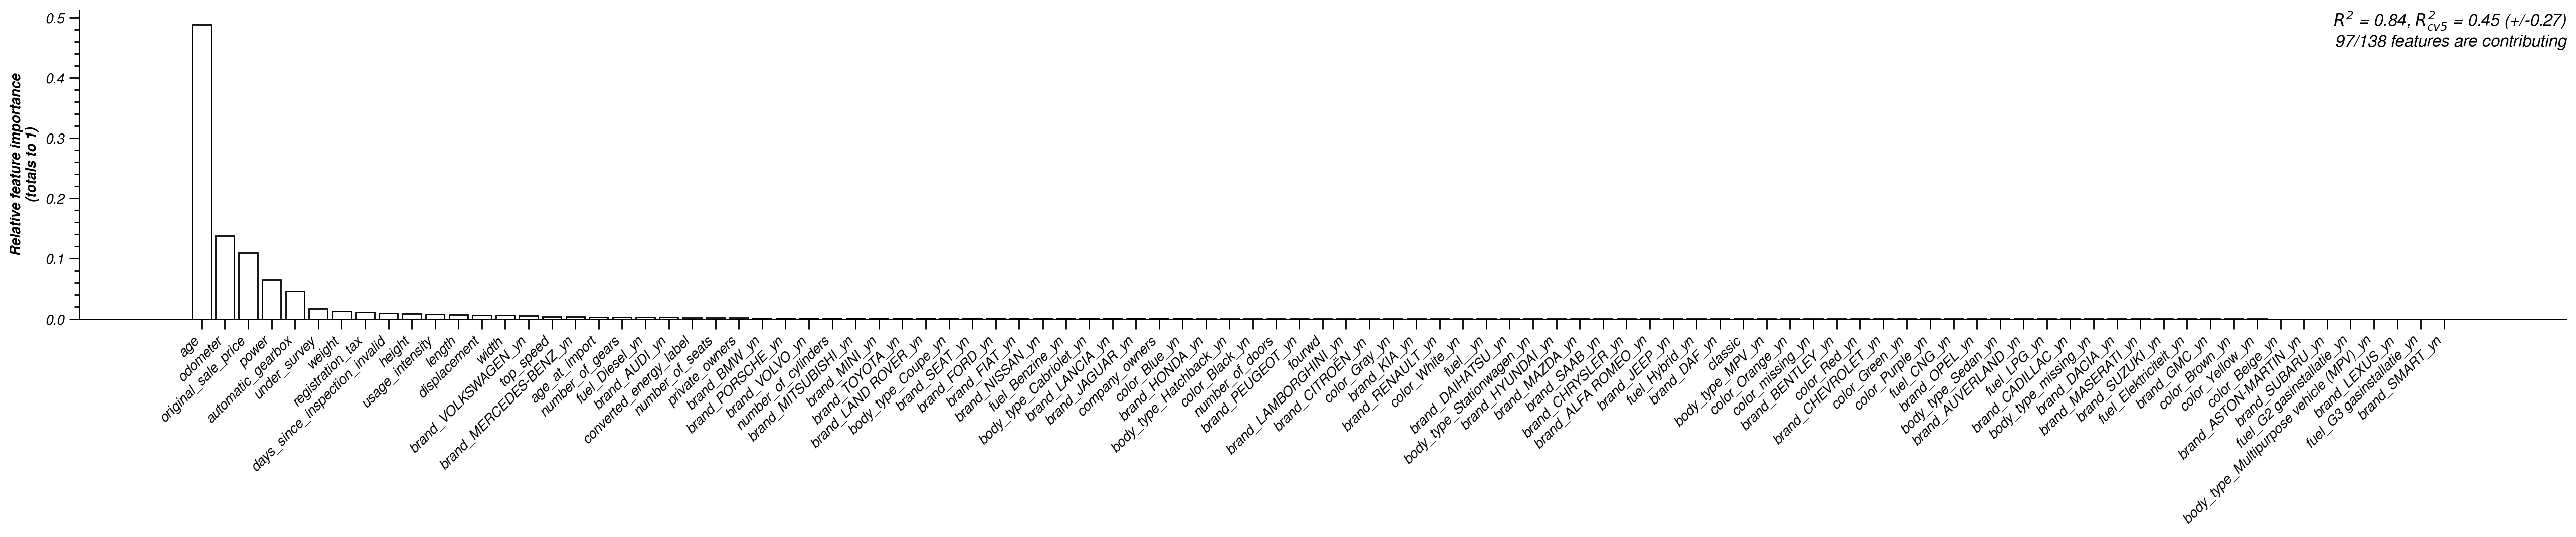 R² = 0.84, R²cv5 = 0.45 (+/-0.27)
97/138 features are contributing
Relative feature importance
(totals to 1)
0.5
0.4
0.3
0.2
0.1
0.0
age
odometer
original_sale_price
power
automatic_gearbox
under_survey
weight
registration_tax
days_since_inspection_invalid
height
usage_intensity
length
displacement
width
brand_VOLKSWAGEN_yn
top_speed
brand_MERCEDES-BENZ_yn
age_at_import
number_of_gears
fuel_Diesel_yn
brand_AUDI_yn
converted_energy_label
number_of_seats
private_owners
brand_BMW_yn
brand_PORSCHE_yn
brand_VOLVO_yn
number_of_cylinders
brand_MITSUBISHI_yn
brand_MINI_yn
brand_TOYOTA_yn
brand_LAND ROVER_yn
body_type_Coupe_yn
brand_SEAT_yn
brand_FORD_yn
brand_FIAT_yn
brand_NISSAN_yn
fuel_Benzine_yn
body_type_Cabriolet_yn
brand_LANCIA_yn
brand_JAGUAR_yn
company_owners
color_Blue_yn
brand_HONDA_yn
body_type_Hatchback_yn
color_Black_yn
number_of_doors
brand_PEUGEOT_yn
fourwd
brand_LAMBORGHINI_yn
brand_CITROËN_yn
color_Gray_yn
brand_KIA_yn
brand_RENAULT_yn
color_White_yn
fuel__yn
brand_DAIHATSU_yn
body_type_Stationwagen_yn
brand_HYUNDAI_yn
brand_MAZDA_yn
brand_SAAB_yn
brand_CHRYSLER_yn
brand_ALFA ROMEO_yn
brand_JEEP_yn
fuel_Hybrid_yn
brand_DAF_yn
classic
body_type_MPV_yn
color_Orange_yn
color_missing_yn
brand_BENTLEY_yn
color_Red_yn
brand_CHEVROLET_yn
color_Green_yn
color_Purple_yn
fuel_CNG_yn
brand_OPEL_yn
body_type_Sedan_yn
brand_AUVERLAND_yn
fuel_LPG_yn
brand_CADILLAC_yn
body_type_missing_yn
brand_DACIA_yn
brand_MASERATI_yn
brand_SUZUKI_yn
fuel_Elektriciteit_yn
brand_GMC_yn
color_Brown_yn
color_Yellow_yn
color_Beige_yn
brand_ASTON-MARTIN_yn
brand_SUBARU_yn
fuel_G2 gasinstallatie_yn
body_type_Multipurpose vehicle (MPV)_yn
brand_LEXUS_yn
fuel_G3 gasinstallatie_yn
brand_SMART_yn